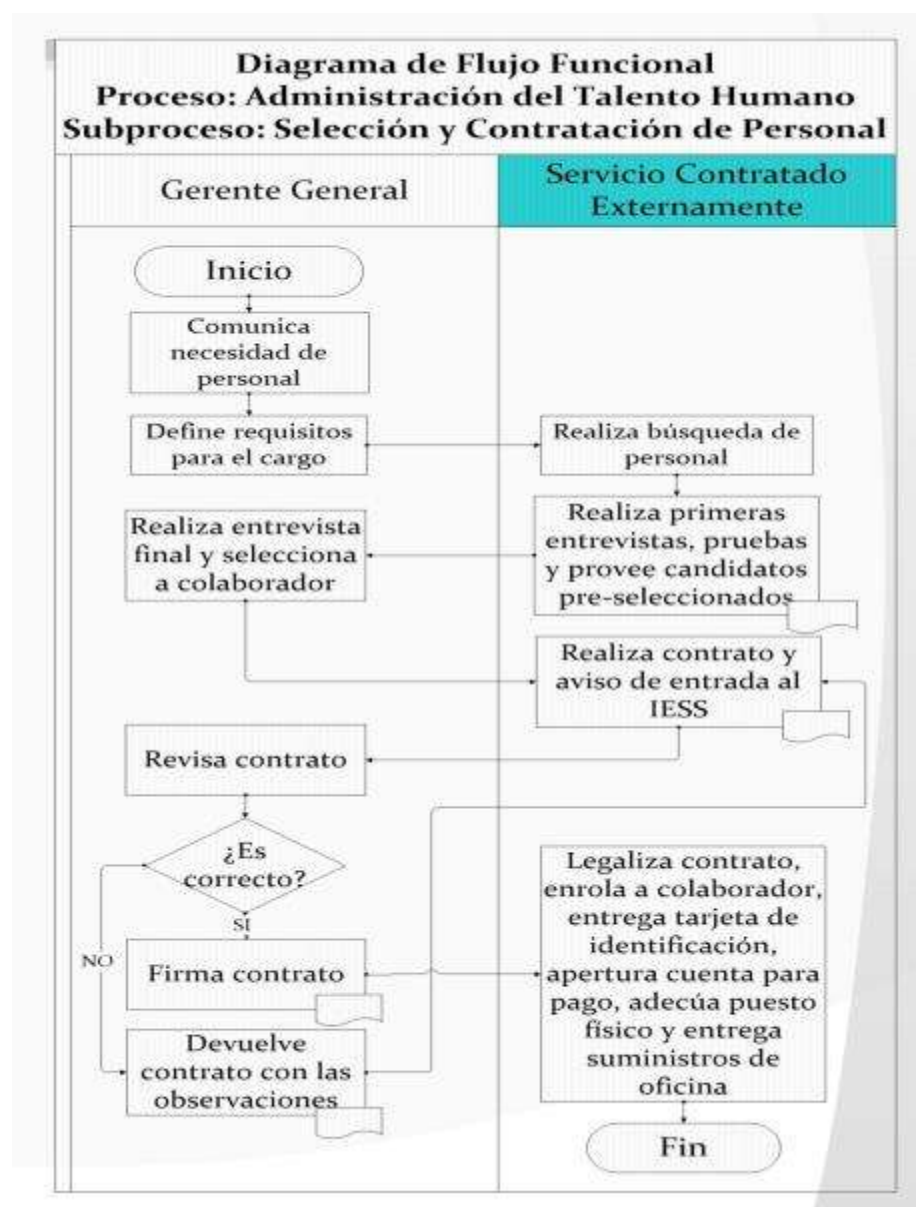 Diagrama de Flujo Funcional
Proceso: Administración del Talento Humano
Subproceso: Selección y Contratación de Personal
Gerente General
Servicio Contratado
Externamente
Inicio
Comunica
necesidad de
personal
Define requisitos
para el cargo
Realiza búsqueda de
personal
Realiza primeras
entrevistas, pruebas
y provee candidatos
pre-seleccionados
Realiza entrevista
final y selecciona
a colaborador
Realiza contrato y
aviso de entrada al
IESS
Revisa contrato
¿Es
correcto?
SI
NO
Firma contrato
Devuelve
contrato con las
observaciones
Legaliza contrato,
enrola a colaborador,
entrega tarjeta de
identificación,
apertura cuenta para
pago, adecúa puesto
físico y entrega
suministros de
oficina
Fin